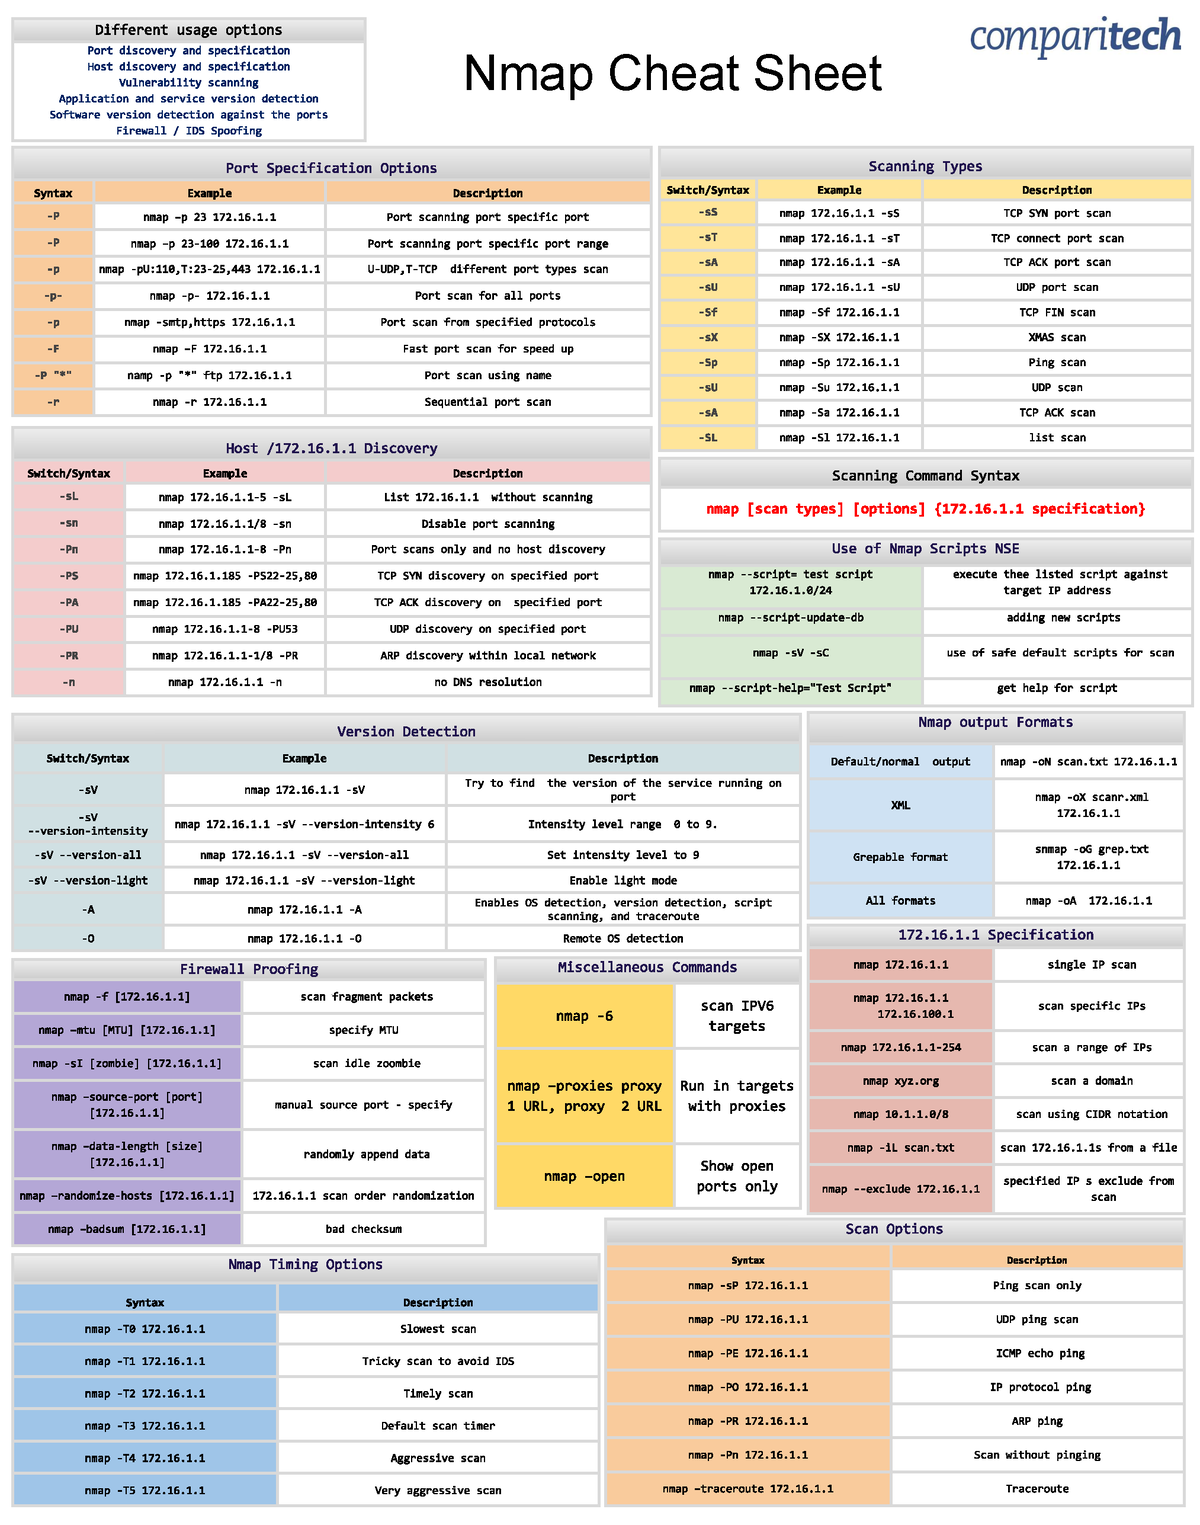 Different usage options
Port discovery and specification
Host discovery and specification
Vulnerability scanning
Application and service version detection
Software version detection against the ports
Firewall / IDS Spoofing
Nmap Cheat Sheet
comparitech
Port Specification Options
Syntax Example Description
-P nmap –p 23 172.16.1.1 Port scanning port specific port
-P nmap –p 23-100 172.16.1.1 Port scanning port specific port range
-p nmap -pU:110,T:23-25,443 172.16.1.1 U-UDP,T-TCP different port types scan
-p- nmap -p- 172.16.1.1 Port scan for all ports
-p nmap -smtp,https 172.16.1.1 Port scan from specified protocols
-F nmap –F 172.16.1.1 Fast port scan for speed up
-P "*" namp -p "*" ftp 172.16.1.1 Port scan using name
-r nmap -r 172.16.1.1 Sequential port scan
Host /172.16.1.1 Discovery
Switch/Syntax Example Description
-sL nmap 172.16.1.1-5 -sL List 172.16.1.1 without scanning
-sn nmap 172.16.1.1/8 -sn Disable port scanning
-Pn nmap 172.16.1.1-8 -Pn Port scans only and no host discovery
-PS nmap 172.16.1.185 -PS22-25,80 TCP SYN discovery on specified port
-PA nmap 172.16.1.185 -PA22-25,80 TCP ACK discovery on specified port
-PU nmap 172.16.1.1-8 -PU53 UDP discovery on specified port
-PR nmap 172.16.1.1-1/8 -PR ARP discovery within local network
-n nmap 172.16.1.1 -n no DNS resolution
Scanning Types
Switch/Syntax Example Description
-sS nmap 172.16.1.1 -sS TCP SYN port scan
-sT nmap 172.16.1.1 -sT TCP connect port scan
-sA nmap 172.16.1.1 -sA TCP ACK port scan
-sU nmap 172.16.1.1 -sU UDP port scan
-Sf nmap -Sf 172.16.1.1 TCP FIN scan
-sX nmap -SX 172.16.1.1 XMAS scan
-Sp nmap -Sp 172.16.1.1 Ping scan
-sU nmap -Su 172.16.1.1 UDP scan
-sA nmap -Sa 172.16.1.1 TCP ACK scan
-SL nmap -Sl 172.16.1.1 list scan
Scanning Command Syntax
nmap [scan types] [options] {172.16.1.1 specification}
Use of Nmap Scripts NSE
nmap --script= test script execute thee listed script against
172.16.1.0/24 target IP address
nmap --script-update-db adding new scripts
nmap -sV -sC use of safe default scripts for scan
nmap --script-help="Test Script" get help for script
Version Detection
Switch/Syntax Example Description
-sV nmap 172.16.1.1 -sV Try to find the version of the service running on
port
-sV
--version-intensity nmap 172.16.1.1 -sV --version-intensity 6 Intensity level range 0 to 9.
-sV --version-all nmap 172.16.1.1 -sV --version-all Set intensity level to 9
-sV --version-light nmap 172.16.1.1 -sV --version-light Enable light mode
-A nmap 172.16.1.1 -A Enables OS detection, version detection, script
scanning, and traceroute
-O nmap 172.16.1.1 -O Remote OS detection
Nmap output Formats
Default/normal output nmap -oN scan.txt 172.16.1.1
XML nmap -oX scanr.xml
172.16.1.1
Grepable format snmap -oG grep.txt
172.16.1.1
All formats nmap -oA 172.16.1.1
172.16.1.1 Specification
nmap 172.16.1.1 single IP scan
nmap 172.16.1.1
172.16.100.1 scan specific IPs
nmap 172.16.1.1-254 scan a range of IPs
nmap xyz.org scan a domain
nmap 10.1.1.0/8 scan using CIDR notation
nmap -iL scan.txt scan 172.16.1.1s from a file
nmap --exclude 172.16.1.1 specified IP s exclude from
scan
Firewall Proofing
nmap -f [172.16.1.1] scan fragment packets
nmap –mtu [MTU] [172.16.1.1] specify MTU
nmap -sI [zombie] [172.16.1.1] scan idle zoombie
nmap –source-port [port]
[172.16.1.1] manual source port - specify
nmap –data-length [size]
[172.16.1.1] randomly append data
nmap –randomize-hosts [172.16.1.1] 172.16.1.1 scan order randomization
nmap –badsum [172.16.1.1] bad checksum
Miscellaneous Commands
nmap -6 scan IPV6
targets
nmap –proxies proxy Run in targets
1 URL, proxy 2 URL with proxies
nmap –open Show open
ports only
Nmap Timing Options
Syntax Description
nmap -T0 172.16.1.1 Slowest scan
nmap -T1 172.16.1.1 Tricky scan to avoid IDS
nmap -T2 172.16.1.1 Timely scan
nmap -T3 172.16.1.1 Default scan timer
nmap -T4 172.16.1.1 Aggressive scan
nmap -T5 172.16.1.1 Very aggressive scan
Scan Options
Syntax Description
nmap -sP 172.16.1.1 Ping scan only
nmap -PU 172.16.1.1 UDP ping scan
nmap -PE 172.16.1.1 ICMP echo ping
nmap -PO 172.16.1.1 IP protocol ping
nmap -PR 172.16.1.1 ARP ping
nmap -Pn 172.16.1.1 Scan without pinging
nmap –traceroute 172.16.1.1 Traceroute